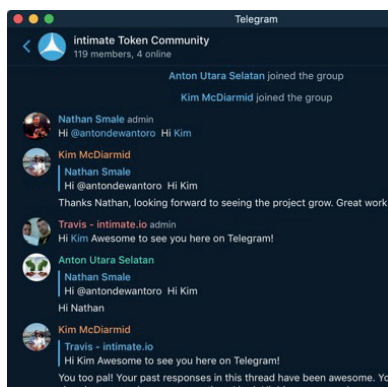 Telegram
intimate Token Community
119 members, 4 online
Anton Utara Selatan joined the group
Kim McDiarmid joined the group
Nathan Smale admin
Hi @antondewantoro Hi Kim
Kim McDiarmid
Nathan Smale
Hi @antondewantoro Hi Kim
Thanks Nathan, looking forward to seeing the project grow. Great work
Travis - intimate.io admin
Hi Kim Awesome to see you here on Telegram!
Anton Utara Selatan
Nathan Smale
Hi @antondewantoro Hi Kim
Hi Nathan
Kim McDiarmid
Travis - intimate.io
Hi Kim Awesome to see you here on Telegram!
You too pal! Your past responses in this thread have been awesome.